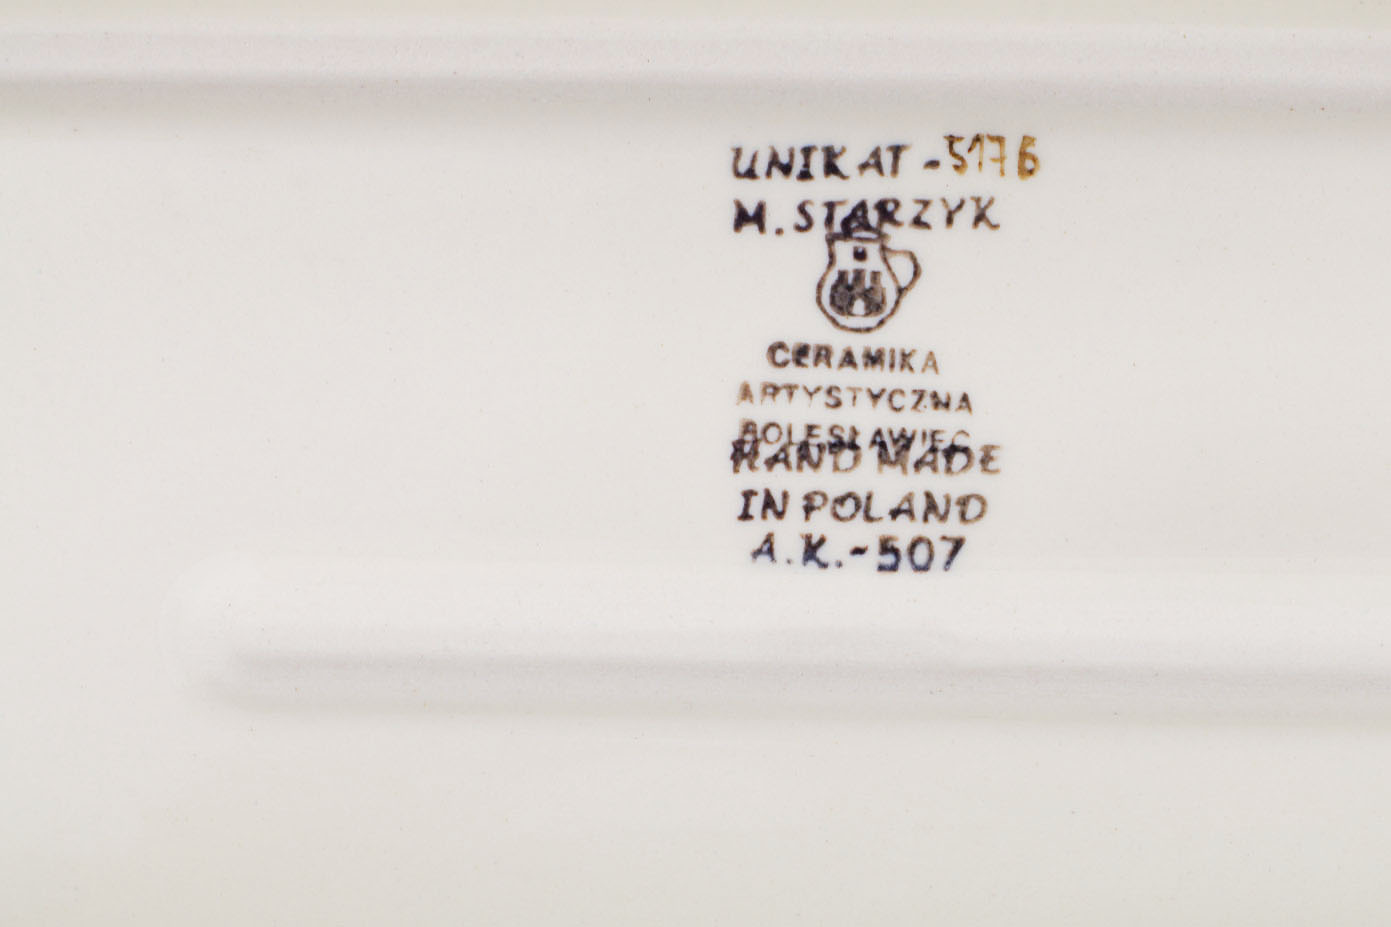 UNIKAT - 5176
M. STARZYK
CERAMIKA
ARTYSTYCZNA
BOLESŁAWIEC
HAND MADE
IN POLAND
A.K.-507